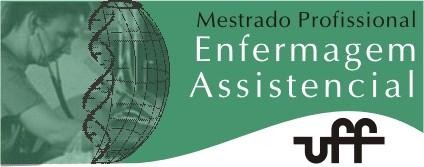 Mestrado Profissional
Enfermagem
Assistencial
uff